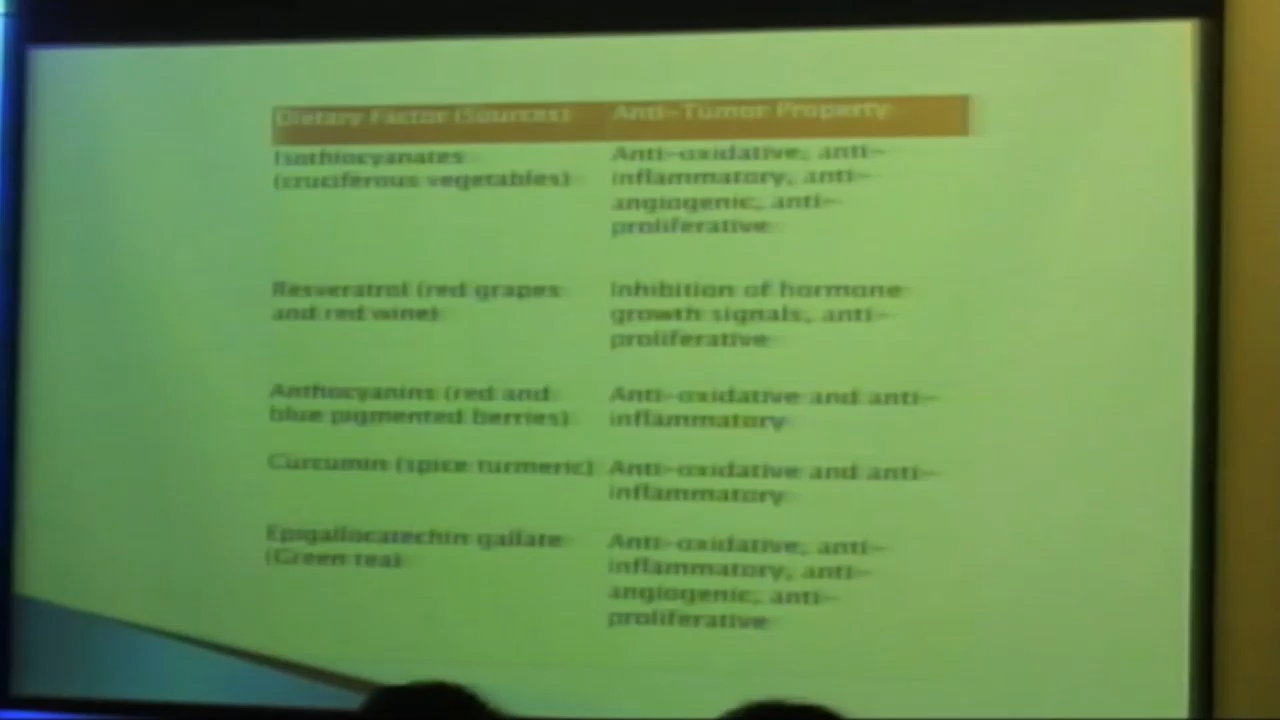 Dietary Factor (Sources) Anti-Tumor Property
Isothiocyanates
(cruciferous vegetables)
Anti-oxidative, anti-
inflammatory, anti-
angiogenic, anti-
proliferative
Resveratrol (red grapes
and red wine)
Inhibition of hormone
growth signals, anti-
proliferative
Anthocyanins (red and
blue pigmented berries)
Anti-oxidative and anti-
inflammatory
Curcumin (spice turmeric)
Anti-oxidative and anti-
inflammatory
Epigallocatechin gallate
(Green tea)
Anti-oxidative, anti-
inflammatory, anti-
angiogenic, anti-
proliferative